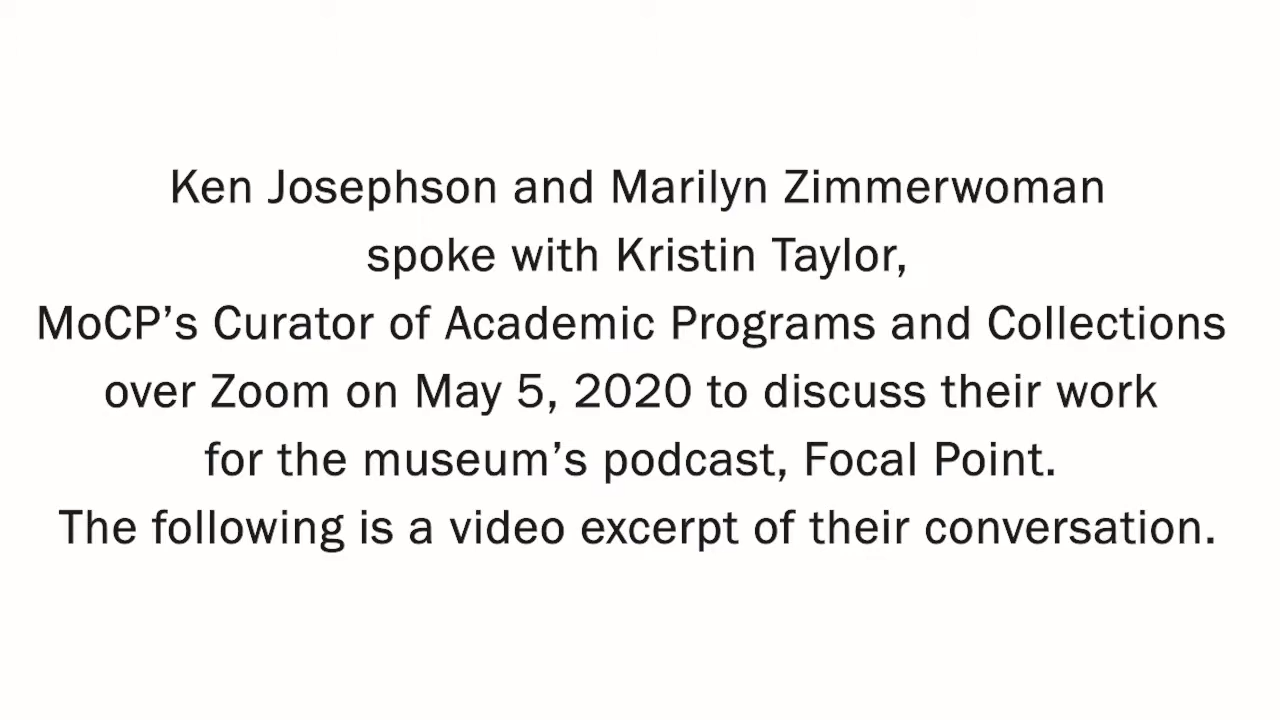 Ken Josephson and Marilyn Zimmerwoman
spoke with Kristin Taylor,
MoCP’s Curator of Academic Programs and Collections
over Zoom on May 5, 2020 to discuss their work
for the museum’s podcast, Focal Point.
The following is a video excerpt of their conversation.